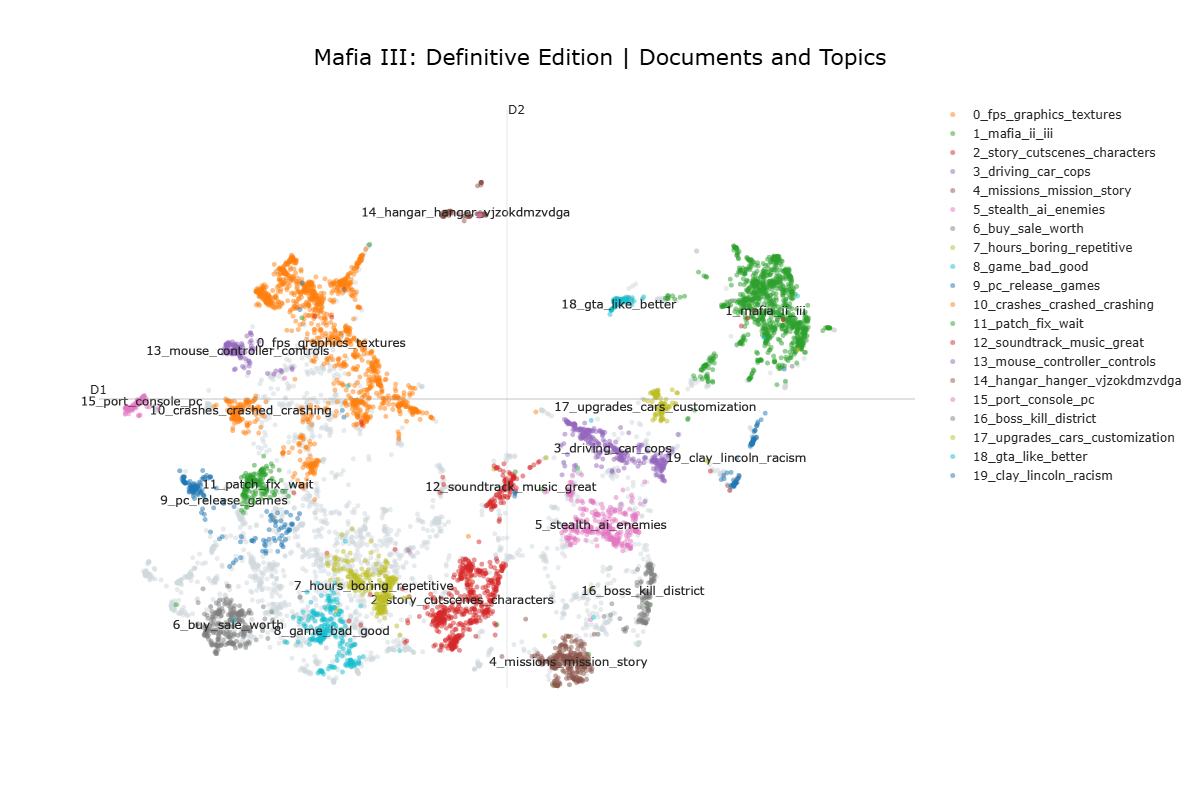 Mafia III: Definitive Edition | Documents and Topics
D2
D1
14_hangar_hanger_vjzokdmzvdga
18_gta_like_better
1_mafia_ii_iii
0_fps_graphics_textures
13_mouse_controller_controls
15_port_console_pc
10_crashes_crashed_crashing
17_upgrades_cars_customization
3_driving_car_cops
19_clay_lincoln_racism
11_patch_fix_wait
12_soundtrack_music_great
9_pc_release_games
5_stealth_ai_enemies
7_hours_boring_repetitive
16_boss_kill_district
2_story_cutscenes_characters
6_buy_sale_worth
8_game_bad_good
4_missions_mission_story
0_fps_graphics_textures
1_mafia_ii_iii
2_story_cutscenes_characters
3_driving_car_cops
4_missions_mission_story
5_stealth_ai_enemies
6_buy_sale_worth
7_hours_boring_repetitive
8_game_bad_good
9_pc_release_games
10_crashes_crashed_crashing
11_patch_fix_wait
12_soundtrack_music_great
13_mouse_controller_controls
14_hangar_hanger_vjzokdmzvdga
15_port_console_pc
16_boss_kill_district
17_upgrades_cars_customization
18_gta_like_better
19_clay_lincoln_racism